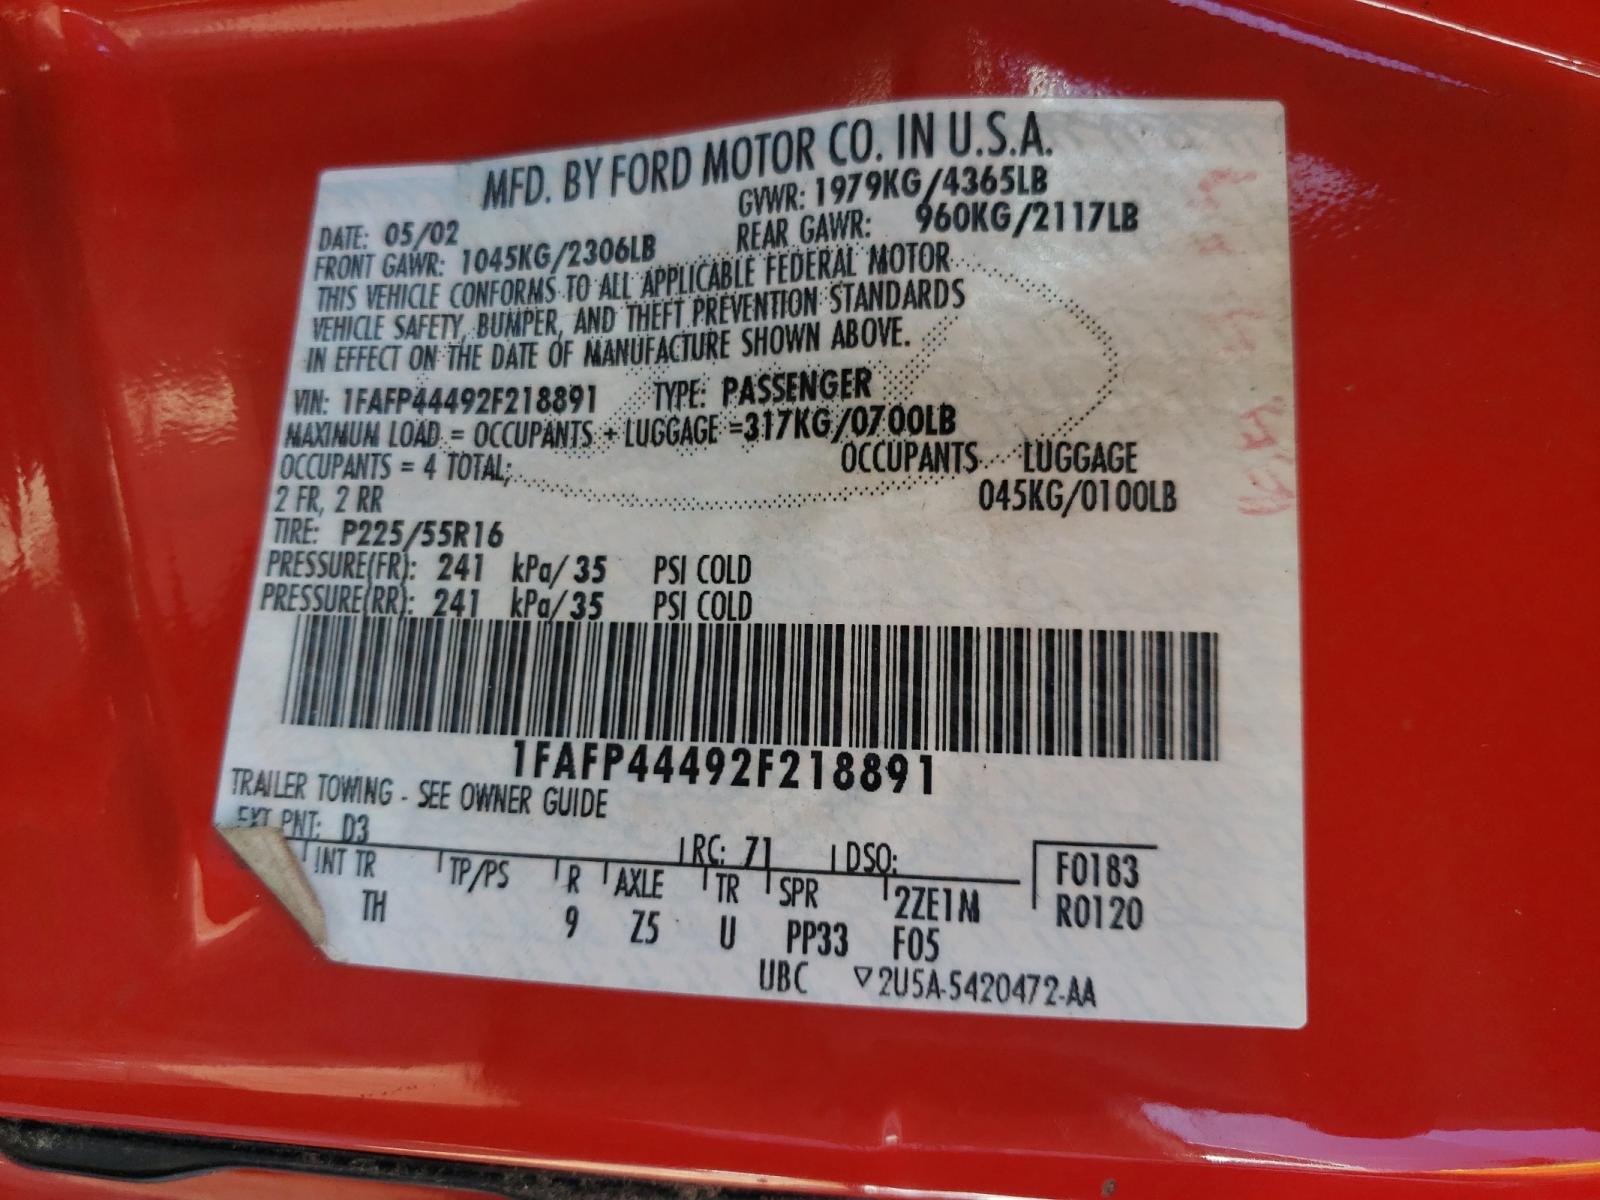 MFD. BY FORD MOTOR CO. IN U.S.A.
DATE: 05/02 GVWR: 1979KG/4365LB
FRONT GAWR: 1045KG/2306LB REAR GAWR: 960KG/2117LB
THIS VEHICLE CONFORMS TO ALL APPLICABLE FEDERAL MOTOR
VEHICLE SAFETY, BUMPER, AND THEFT PREVENTION STANDARDS
IN EFFECT ON THE DATE OF MANUFACTURE SHOWN ABOVE.
VIN: 1FAFP44492F218891 TYPE: PASSENGER
MAXIMUM LOAD = OCCUPANTS + LUGGAGE =317KG/0700LB
OCCUPANTS = 4 TOTAL; OCCUPANTS LUGGAGE
2 FR, 2 RR 045KG/0100LB
TIRE: P225/55R16
PRESSURE(FR): 241 kPa/35 PSI COLD
PRESSURE(RR): 241 kPa/35 PSI COLD
1FAFP44492F218891
TRAILER TOWING - SEE OWNER GUIDE
EXT PNT: D3 RC: 71 DSO: F0183
INT TR TP/PS R AXLE TR SPR 2ZE1M R0120
TH 9 Z5 U PP33 F05
UBC ▽2U5A-5420472-AA